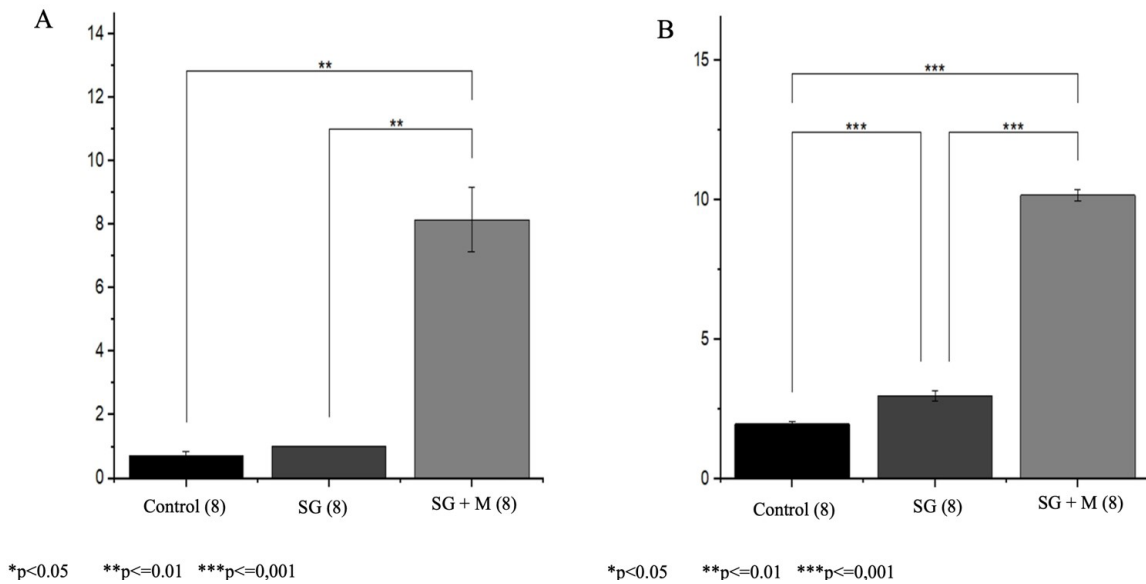 A
14
12
10
8
6
4
2
0
**
**
Control (8)
SG (8)
SG + M (8)
*p<0.05 **p<=0.01 ***p<=0,001
B
15
10
5
0
***
***
***
Control (8)
SG (8)
SG + M (8)
*p<0.05 **p<=0.01 ***p<=0,001